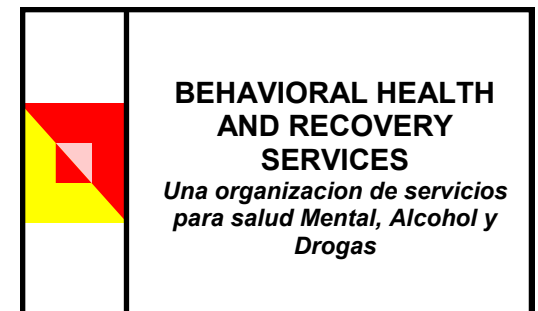 BEHAVIORAL HEALTH
AND RECOVERY
SERVICES
Una organizacion de servicios
para salud Mental, Alcohol y
Drogas